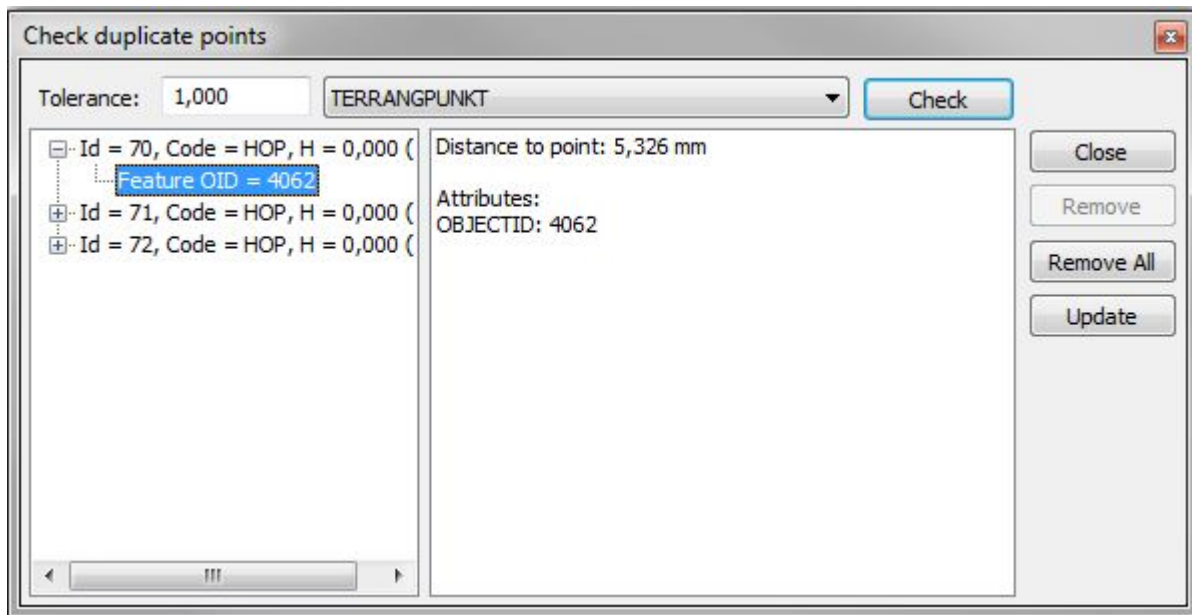 Check duplicate points
Tolerance: 1,000 TERRANGPUNKT Check
Id = 70, Code = HOP, H = 0,000 (
Feature OID = 4062
Id = 71, Code = HOP, H = 0,000 (
Id = 72, Code = HOP, H = 0,000 (
Distance to point: 5,326 mm
Attributes:
OBJECTID: 4062
Close
Remove
Remove All
Update